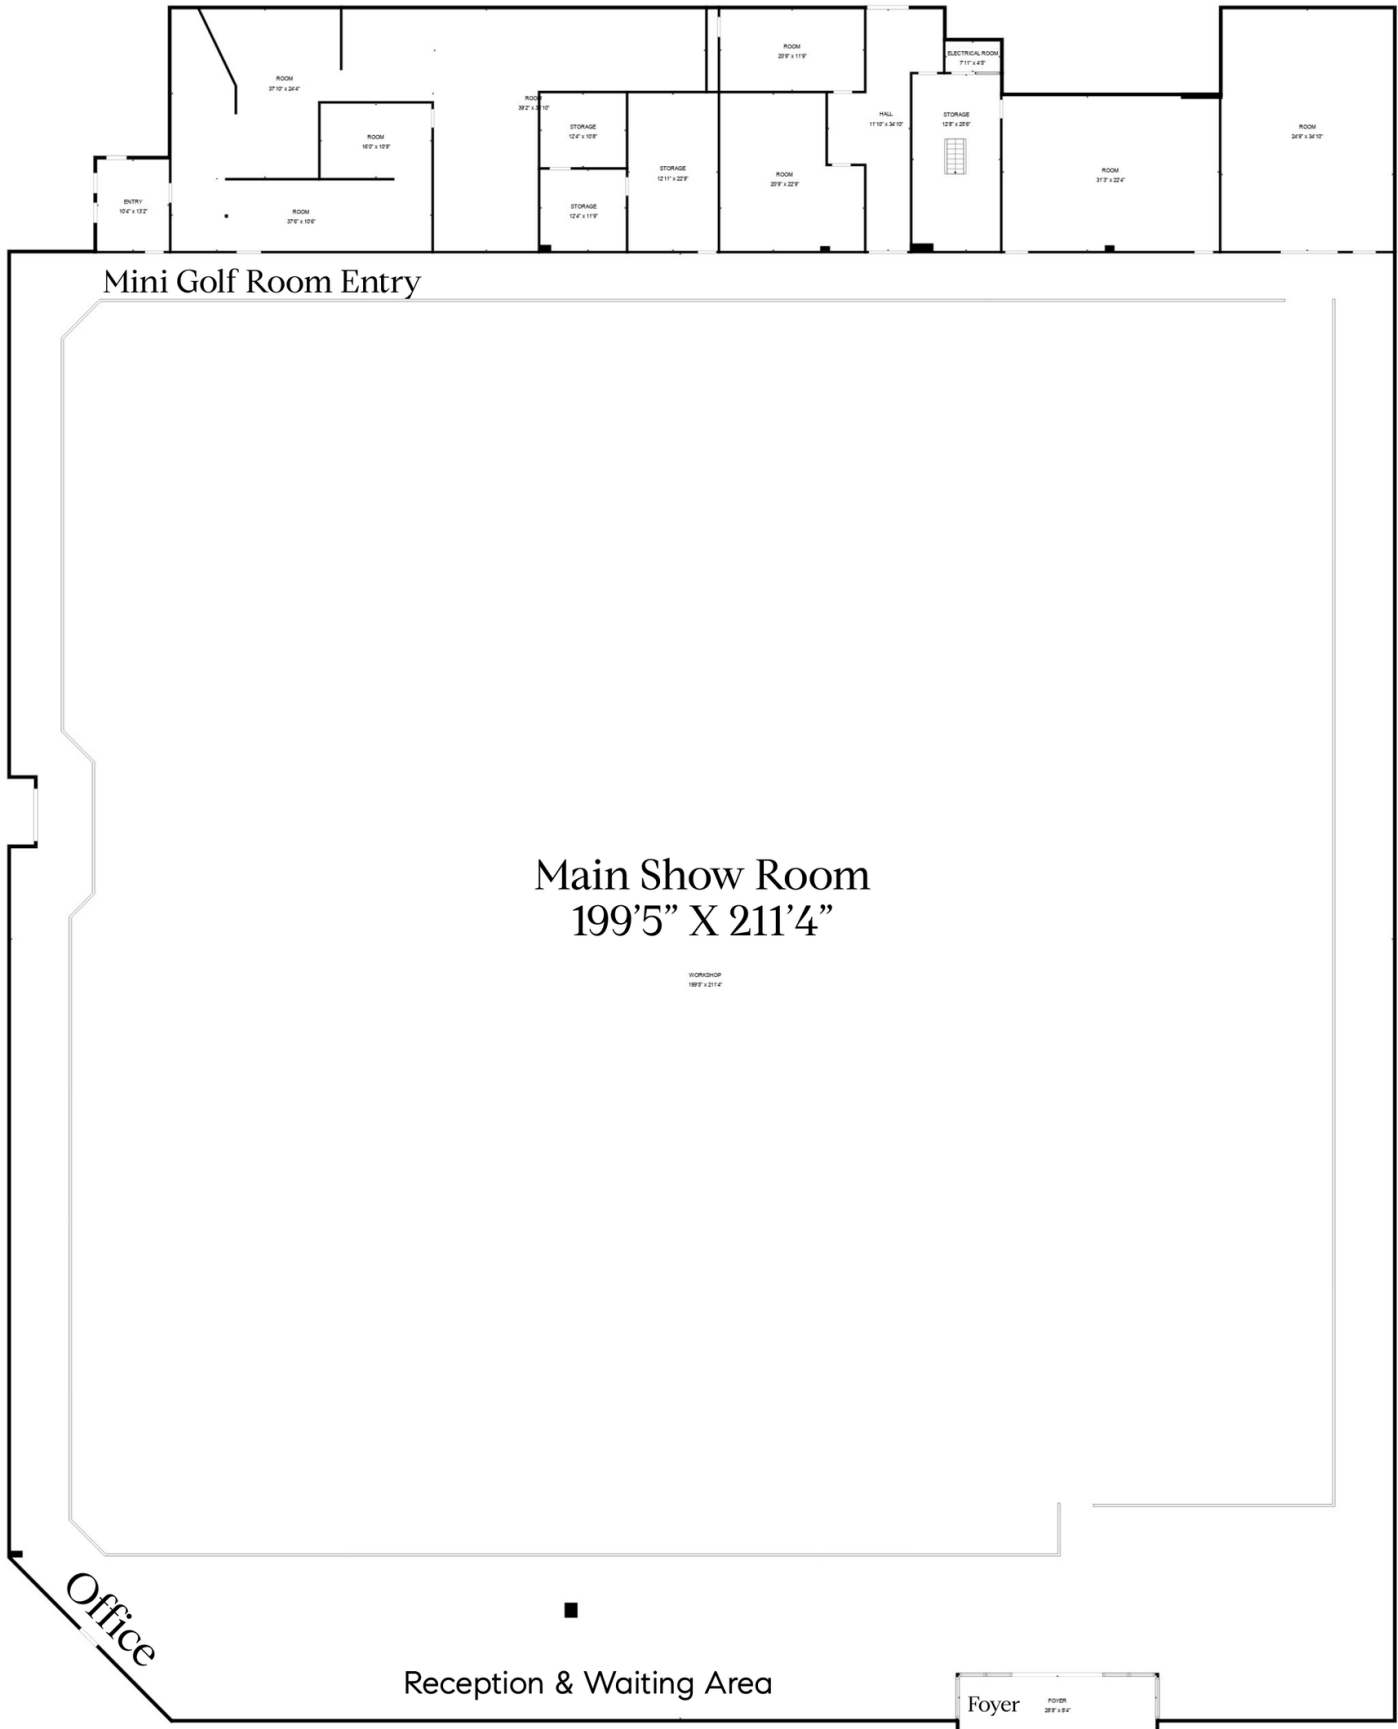 ROOM
20'9" x 11'9"
ELECTRICAL ROOM
7'11" x 4'5"
ROOM
37'10" x 24'4"
ROOM
STORAGE
12'4" x 10'8"
HALL
11'10" x 34'10"
STORAGE
12'8" x 25'6"
ROOM
24'9" x 34'10"
ROOM
16'0" x 10'9"
STORAGE
12'11" x 22'9"
ROOM
20'9" x 22'9"
ROOM
31'3" x 22'4"
ENTRY
10'4" x 13'2"
ROOM
37'6" x 10'6"
STORAGE
12'4" x 11'9"
Mini Golf Room Entry
Main Show Room
199’5” X 211’4”
WORKSHOP
199'5" x 211'4"
Office
Reception & Waiting Area
Foyer
FOYER